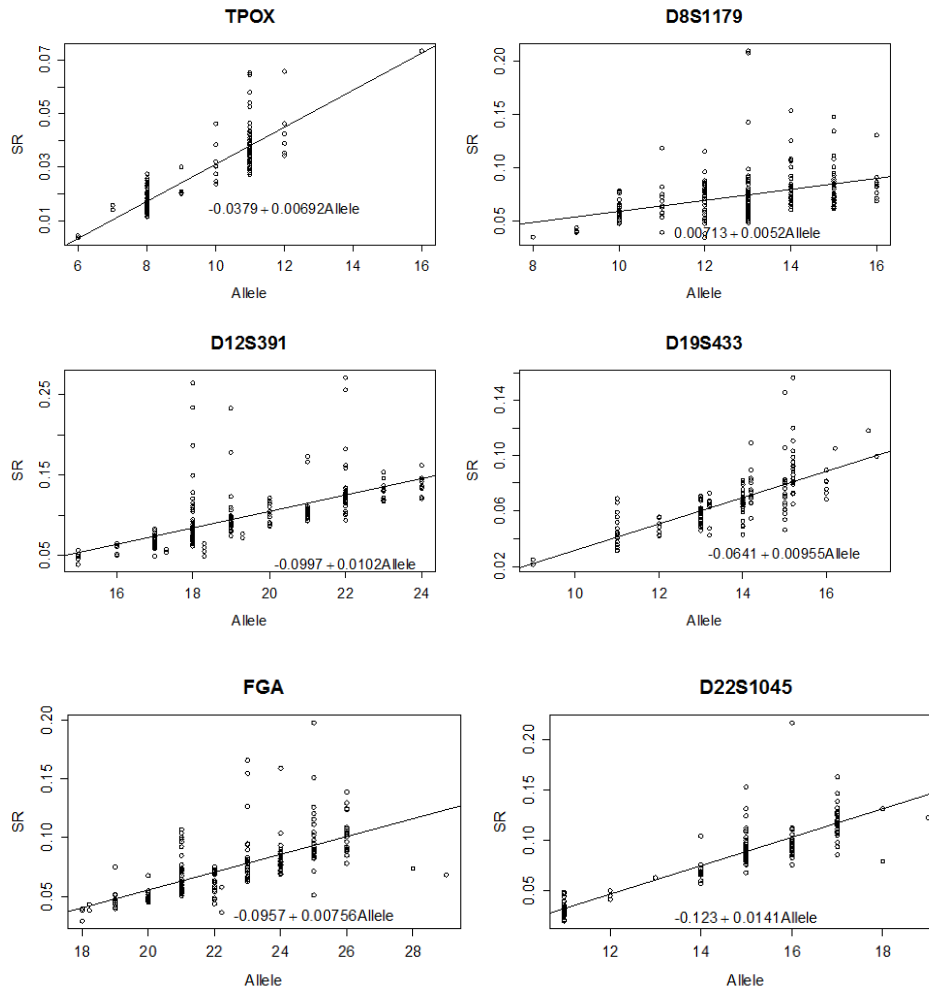 TPOX
SR
0.01 0.03 0.05 0.07
-0.0379 + 0.00692Allele
6 8 10 12 14 16
Allele
D8S1179
SR
0.05 0.10 0.15 0.20
0.00713 + 0.0052Allele
8 10 12 14 16
Allele
D12S391
SR
0.05 0.15 0.25
-0.0997 + 0.0102Allele
16 18 20 22 24
Allele
D19S433
SR
0.02 0.06 0.10 0.14
-0.0641 + 0.00955Allele
10 12 14 16
Allele
FGA
SR
0.05 0.10 0.15 0.20
-0.0957 + 0.00756Allele
18 20 22 24 26 28
Allele
D22S1045
SR
0.05 0.10 0.15 0.20
-0.123 + 0.0141Allele
12 14 16 18
Allele